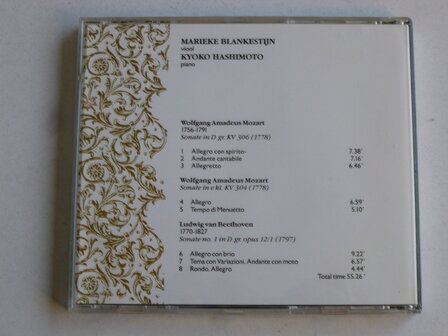 MARIEKE BLANKESTIJN
viool
KYOKO HASHIMOTO
piano
Wolfgang Amadeus Mozart
1756-1791
Sonate in D gr. KV 306 (1778)
1 Allegro con spirito- 7.38'
2 Andante cantabile 7.16'
3 Allegretto 6.46'
Wolfgang Amadeus Mozart
Sonate in e kl. KV 304 (1778)
4 Allegro 6.59'
5 Tempo di Menuetto 5.10'
Ludwig van Beethoven
1770-1827
Sonate no. 1 in D gr. opus 12/1 (1797)
6 Allegro con brio 9.22'
7 Tema con Variazioni. Andante con moto 6.57'
8 Rondo. Allegro 4.44'
Total time 55.26'